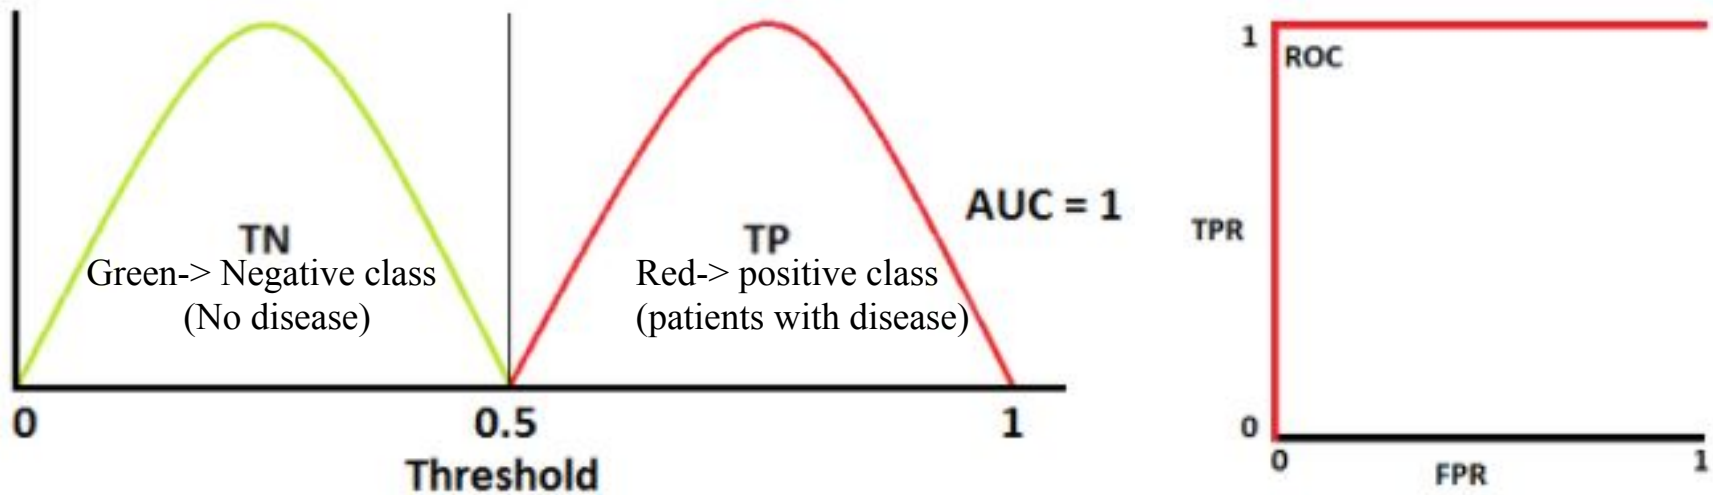 TN
Green-> Negative class
(No disease)
TP
Red-> positive class
(patients with disease)
AUC = 1
0
0.5
1
Threshold
1
ROC
TPR
0
0
FPR
1